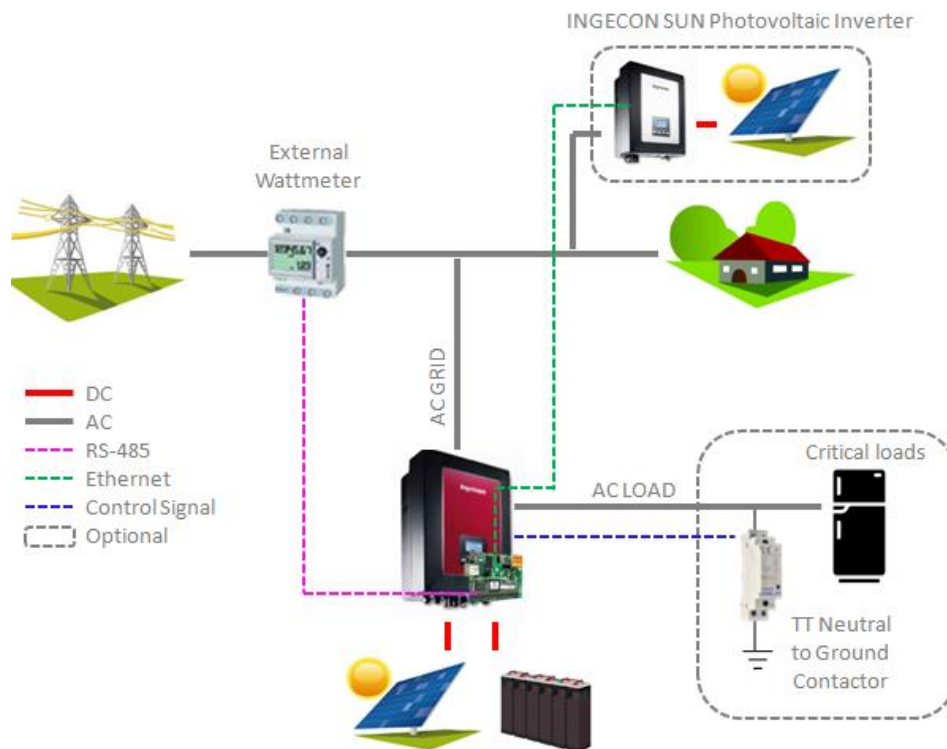 INGECON SUN Photovoltaic Inverter
External
Wattmeter
AC GRID
DC
AC
RS-485
Ethernet
Control Signal
Optional
AC LOAD
Critical loads
TT Neutral
to Ground
Contactor